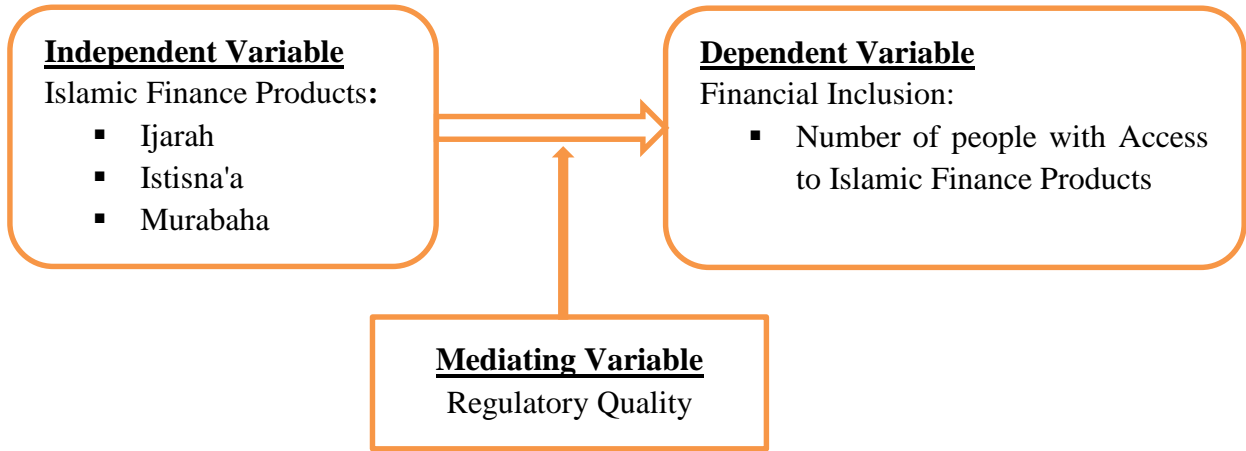 Independent Variable
Islamic Finance Products:
▪ Ijarah
▪ Istisna'a
▪ Murabaha
Dependent Variable
Financial Inclusion:
▪ Number of people with Access
to Islamic Finance Products
Mediating Variable
Regulatory Quality